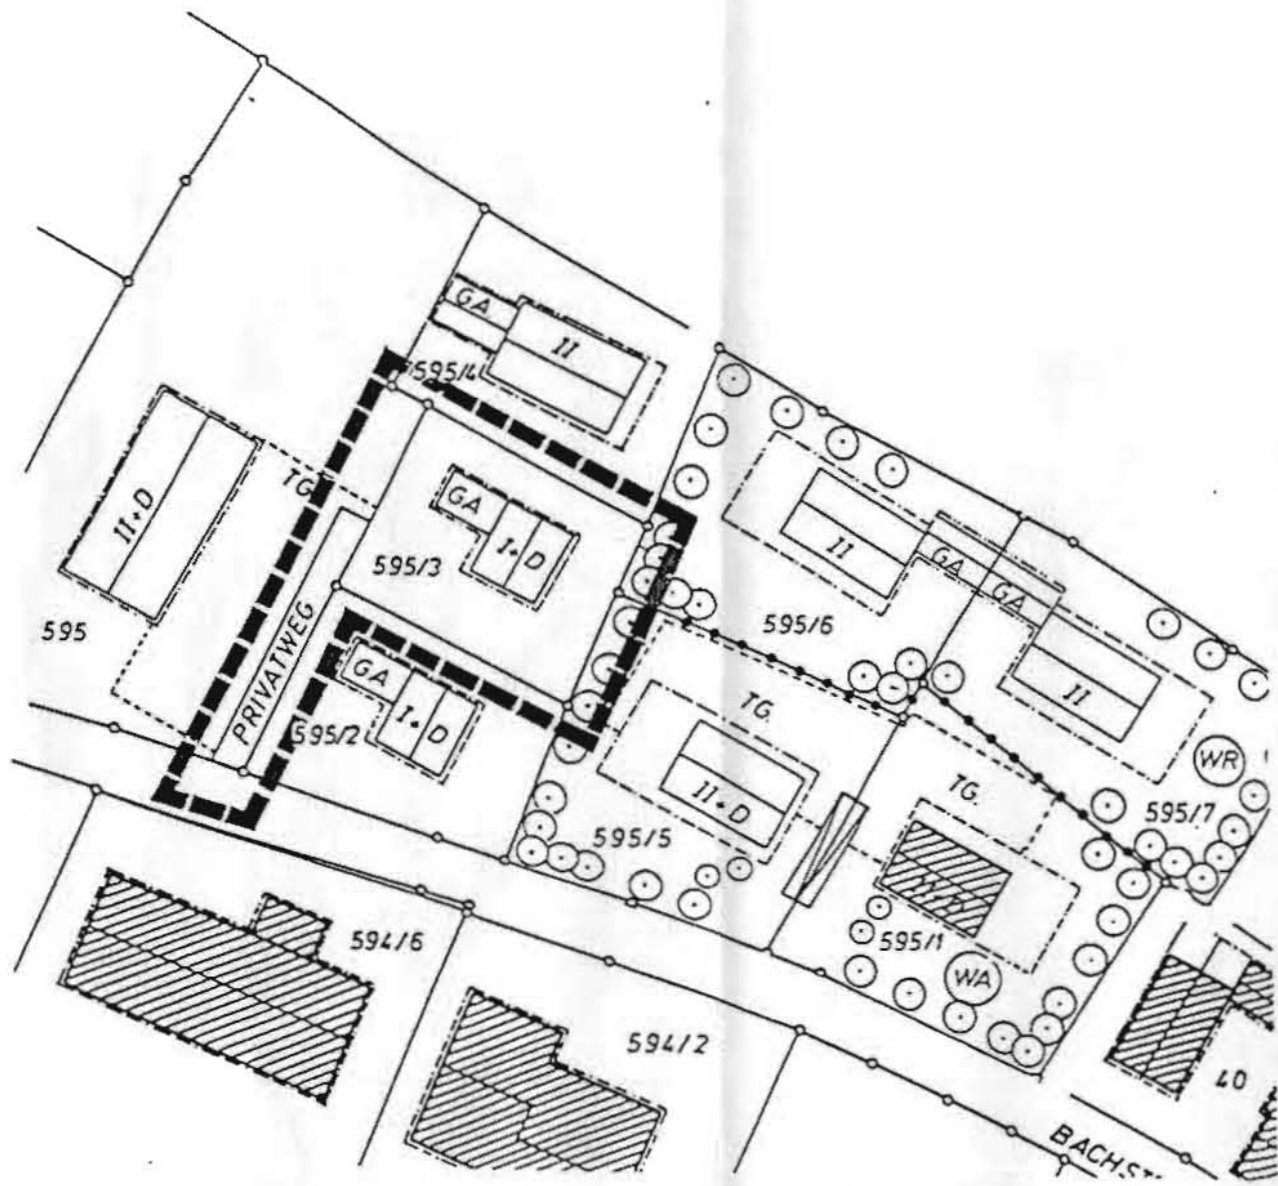 GA
II
595/4
TG.
II+D
GA
I+D
II
GA
595/3
GA
595/6
595
PRIVATWEG
GA
II
I+D
595/2
TG.
WR
TG.
II+D
595/7
595/5
594/6
595/1
WA
594/2
40
BACHST